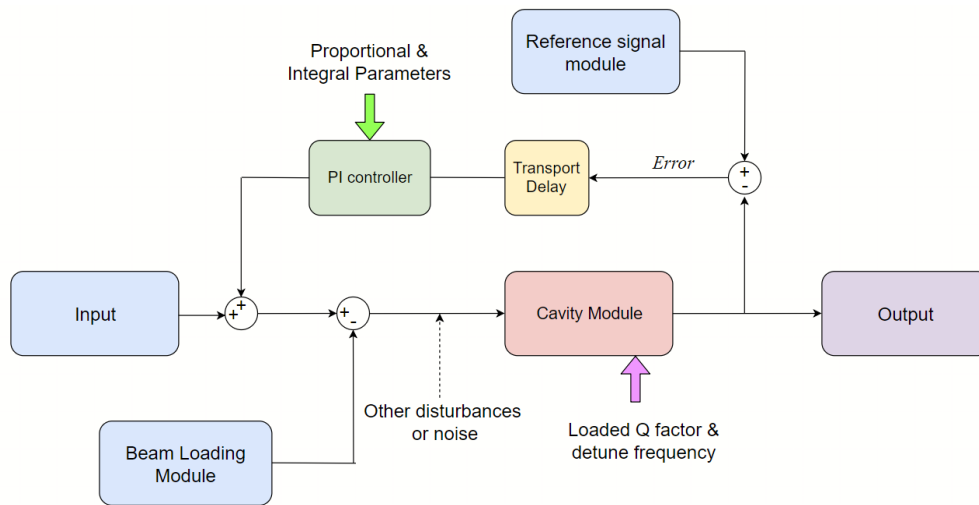 Proportional &
Integral Parameters
Reference signal
module
PI controller
Transport
Delay
Error
+
-
Input
+
+
+
-
Cavity Module
Output
Other disturbances
or noise
Loaded Q factor &
detune frequency
Beam Loading
Module